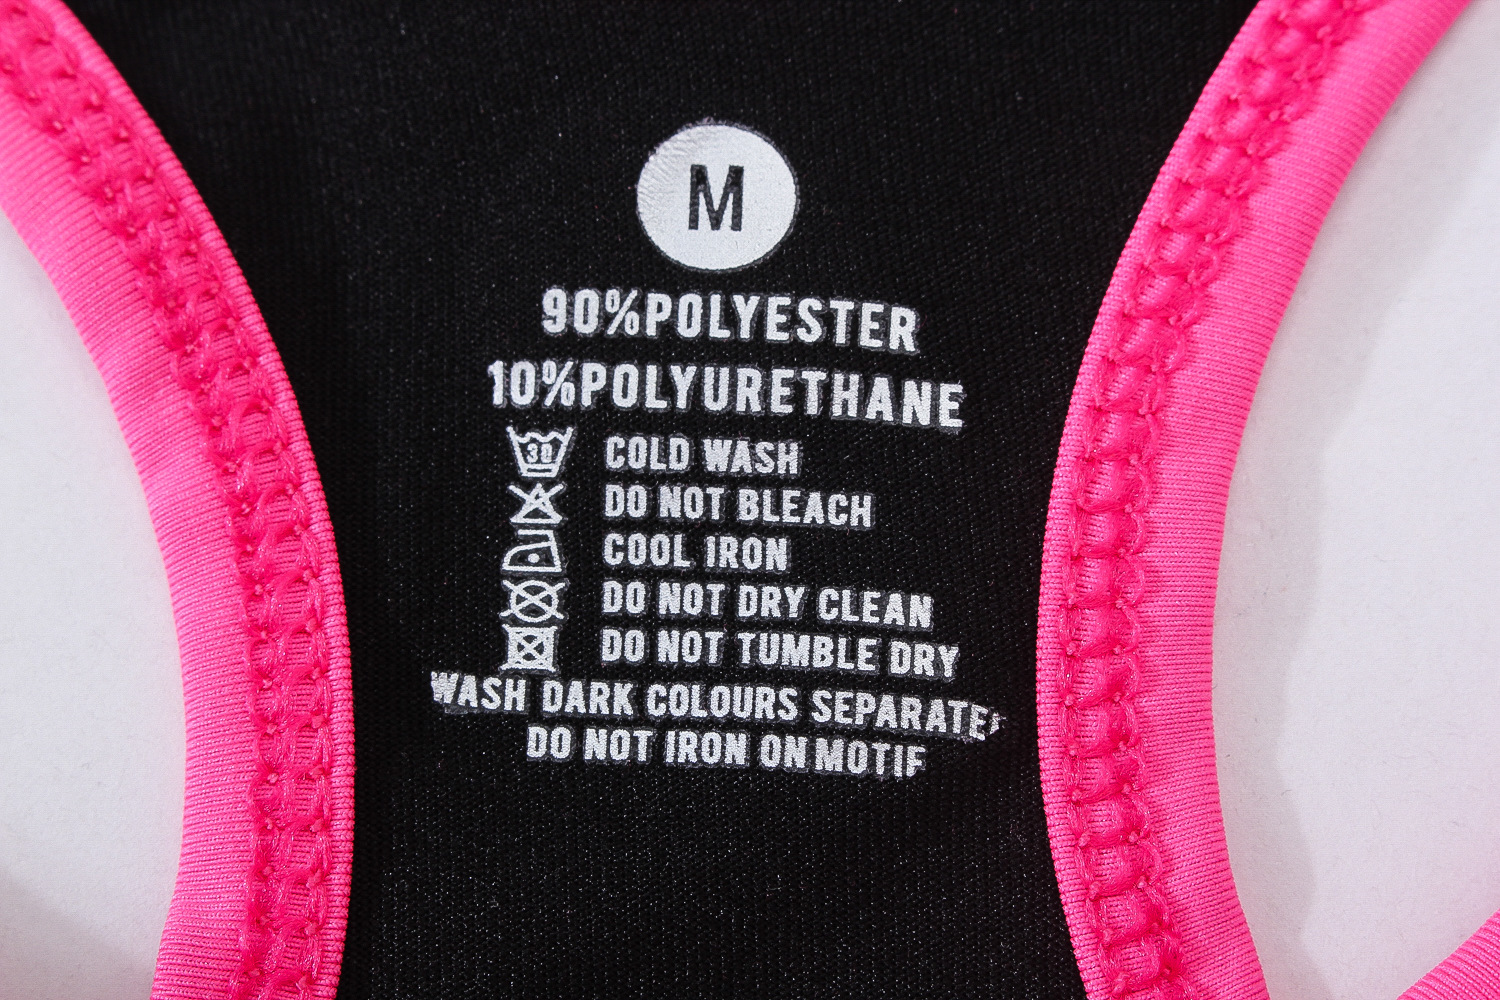 M
90%POLYESTER
10%POLYURETHANE
30 COLD WASH
DO NOT BLEACH
COOL IRON
DO NOT DRY CLEAN
DO NOT TUMBLE DRY
WASH DARK COLOURS SEPARATELY
DO NOT IRON ON MOTIF